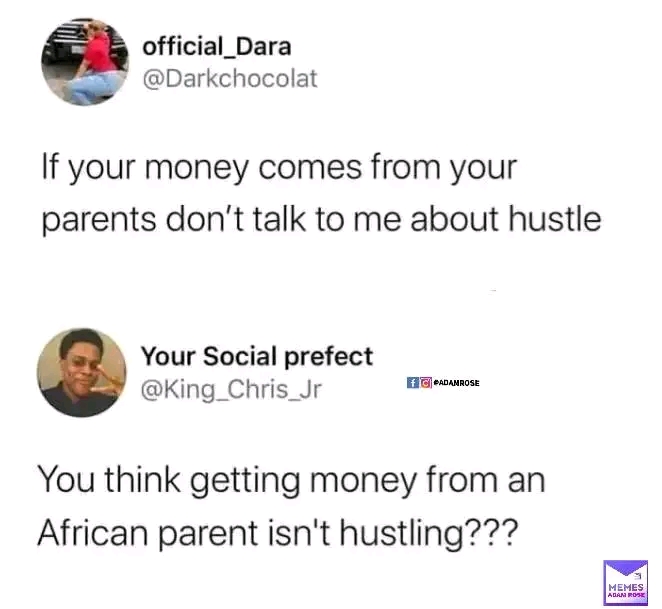 official_Dara
@Darkchocolat
If your money comes from your
parents don’t talk to me about hustle
Your Social prefect
@King_Chris_Jr
@ADAMROSE
You think getting money from an
African parent isn't hustling???
MEMES
ADAM ROSE